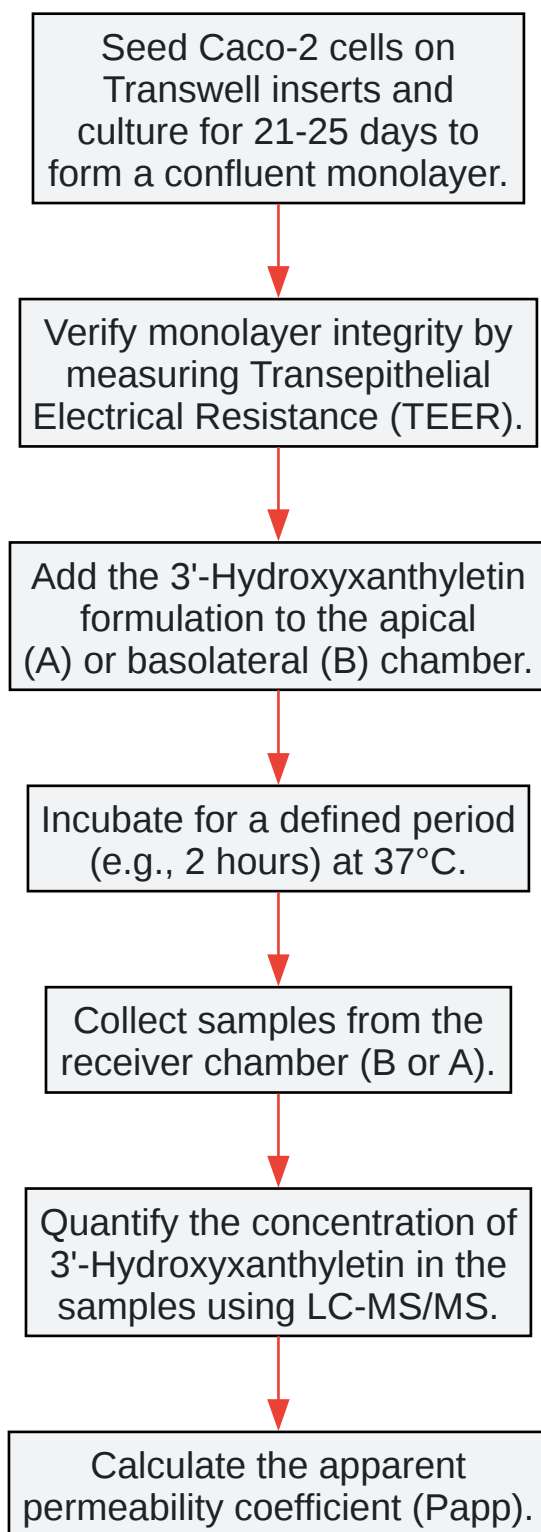 Seed Caco-2 cells on
Transwell inserts and
culture for 21-25 days to
form a confluent monolayer.
Verify monolayer integrity by
measuring Transepithelial
Electrical Resistance (TEER).
Add the 3'-Hydroxyxanthyletin
formulation to the apical
(A) or basolateral (B) chamber.
Incubate for a defined period
(e.g., 2 hours) at 37°C.
Collect samples from the
receiver chamber (B or A).
Quantify the concentration of
3'-Hydroxyxanthyletin in the
samples using LC-MS/MS.
Calculate the apparent
permeability coefficient (Papp).